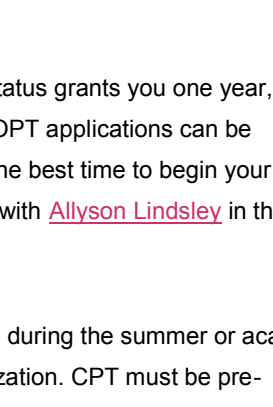 tatus grants you one year,
OPT applications can be
he best time to begin your
with Allyson Lindsley in th
during the summer or aca
zation. CPT must be pre-